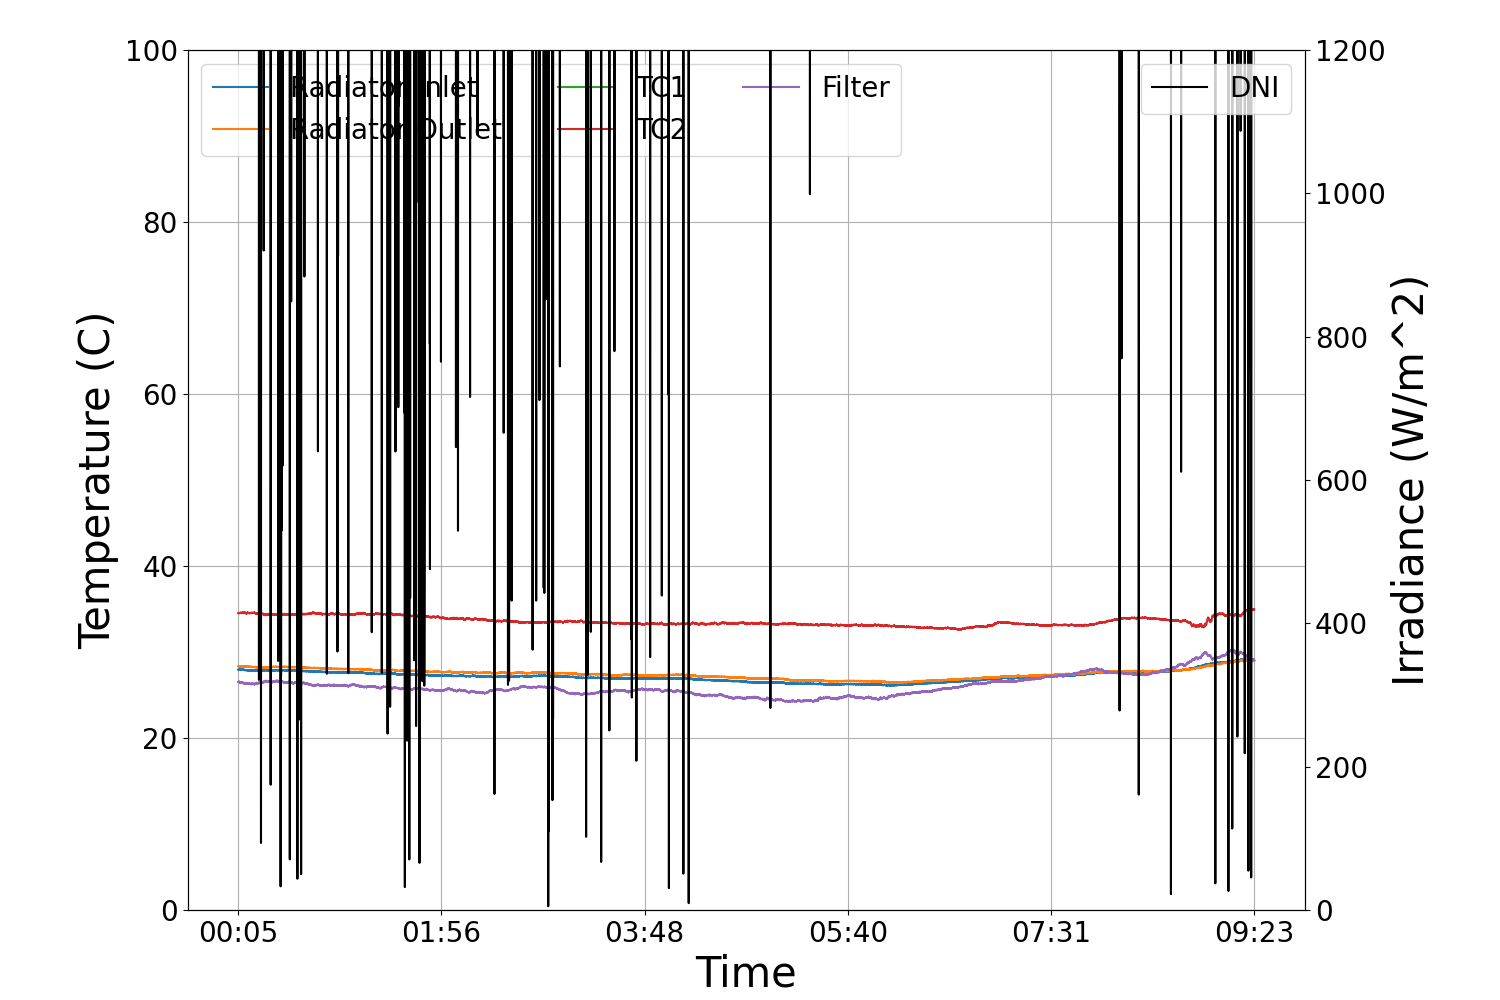 100
80
60
40
20
0
Temperature (C)
Radiator Inlet
Radiator Outlet
TC1
TC2
Filter
DNI
1200
1000
800
600
400
200
0
Irradiance (W/m^2)
00:05
01:56
03:48
05:40
07:31
09:23
Time